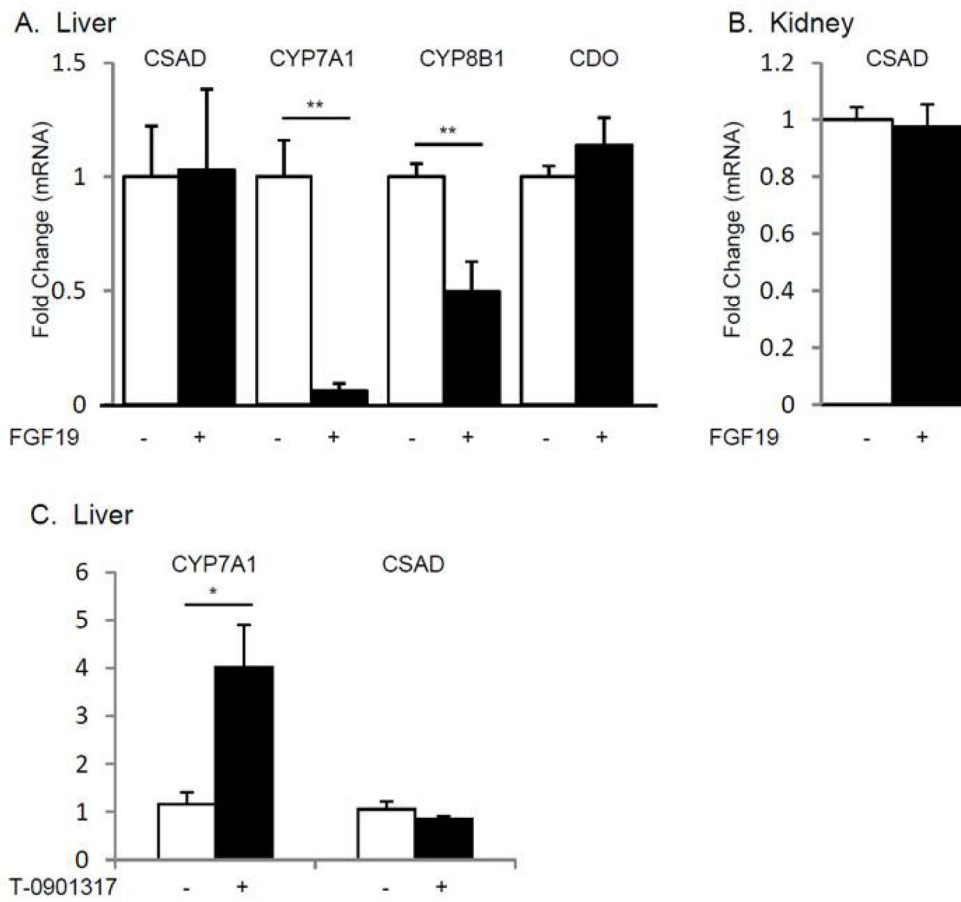 A. Liver
CSAD CYP7A1 CYP8B1 CDO
1.5
1
0.5
0
Fold Change (mRNA)
** **
FGF19 - + - + - + - +
B. Kidney
CSAD
1.2
1
0.8
0.6
0.4
0.2
0
Fold Change (mRNA)
FGF19 - +
C. Liver
CYP7A1 CSAD
*
6
5
4
3
2
1
0
T-0901317 - + - +